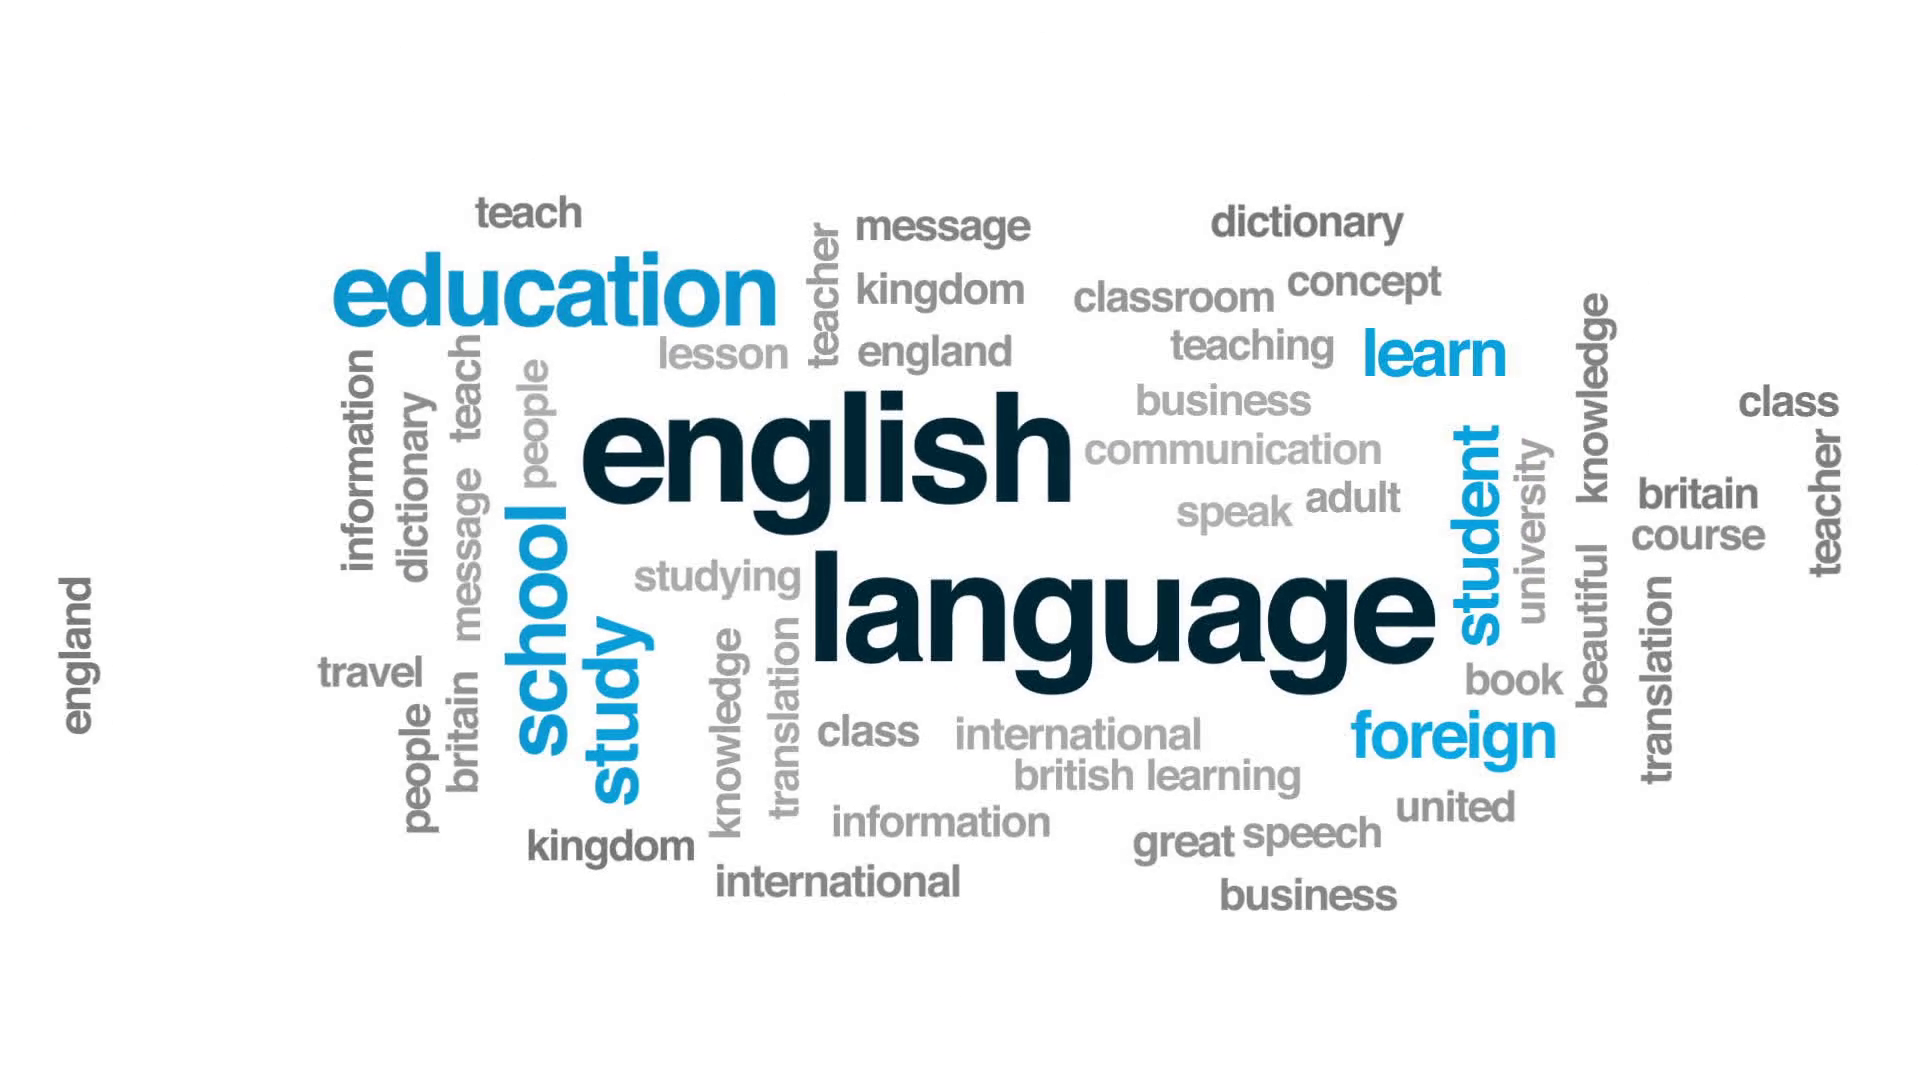 teach
message
dictionary
education
teacher
kingdom
classroom
concept
lesson
england
teaching
learn
knowledge
information
dictionary
teach
people
english
business
class
communication
student
university
teacher
message
speak
adult
britain
course
school
studying
language
beautiful
translation
england
travel
study
knowledge
translation
book
people
britain
class
international
foreign
british
learning
information
united
kingdom
great
speech
international
business